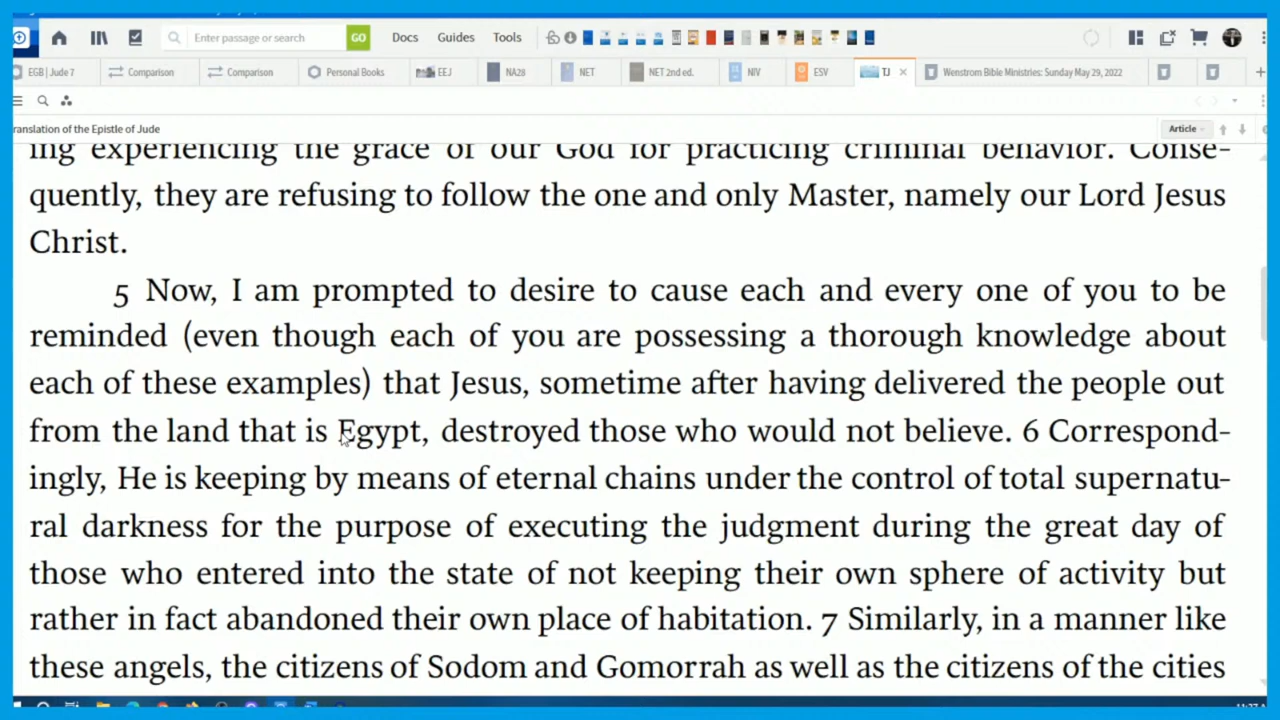 Enter passage or search
GO
Docs Guides Tools
EGB | Jude 7 Comparison Comparison Personal Books EEJ NA28 NET NET 2nd ed. NIV ESV TJ Wenstrom Bible Ministries: Sunday May 29, 2022
ranslation of the Epistle of Jude Article
ing experiencing the grace of our God for practicing criminal behavior. Conse-
quently, they are refusing to follow the one and only Master, namely our Lord Jesus
Christ.
5 Now, I am prompted to desire to cause each and every one of you to be
reminded (even though each of you are possessing a thorough knowledge about
each of these examples) that Jesus, sometime after having delivered the people out
from the land that is Egypt, destroyed those who would not believe. 6 Correspond-
ingly, He is keeping by means of eternal chains under the control of total supernatu-
ral darkness for the purpose of executing the judgment during the great day of
those who entered into the state of not keeping their own sphere of activity but
rather in fact abandoned their own place of habitation. 7 Similarly, in a manner like
these angels, the citizens of Sodom and Gomorrah as well as the citizens of the cities